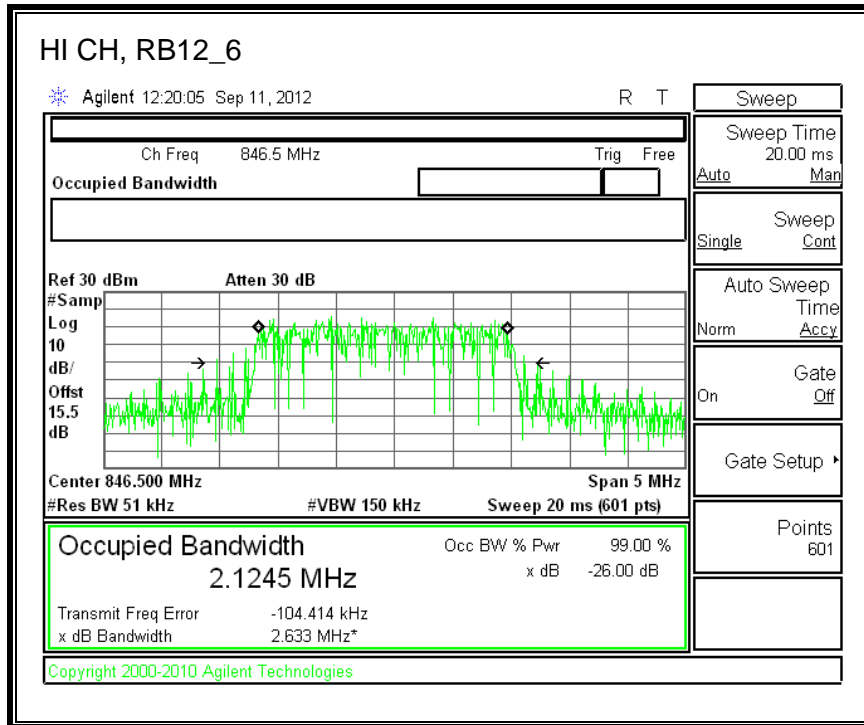 HI CH, RB12_6
Agilent 12:20:05 Sep 11, 2012 R T
Ch Freq 846.5 MHz Trig Free
Occupied Bandwidth
Ref 30 dBm Atten 30 dB
#Samp
Log
10
dB/
Offst
15.5
dB
Center 846.500 MHz Span 5 MHz
#Res BW 51 kHz #VBW 150 kHz Sweep 20 ms (601 pts)
Occupied Bandwidth Occ BW % Pwr 99.00 %
2.1245 MHz x dB -26.00 dB
Transmit Freq Error -104.414 kHz
x dB Bandwidth 2.633 MHz*
Copyright 2000-2010 Agilent Technologies
Sweep
Sweep Time
20.00 ms
Auto Man
Sweep
Single Cont
Auto Sweep
Time
Norm Accy
Gate
On Off
Gate Setup
Points
601